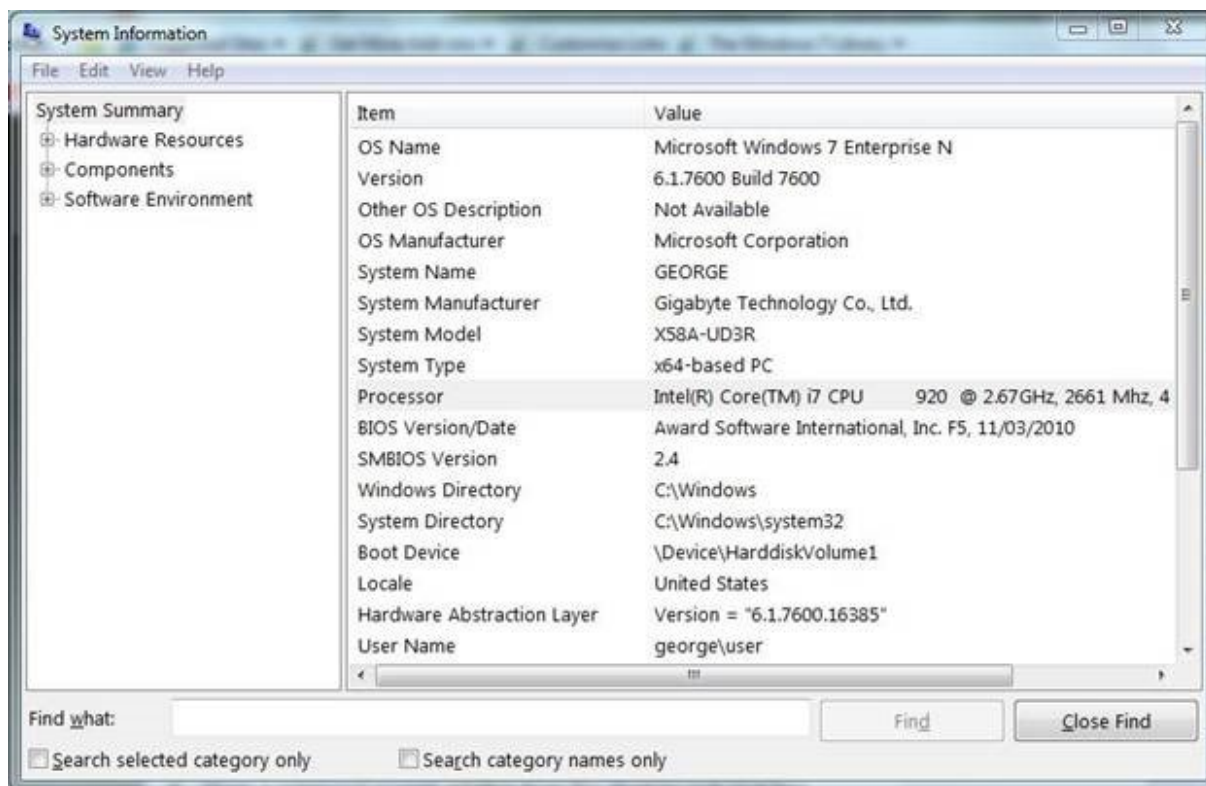 System Information
File Edit View Help
System Summary
Hardware Resources
Components
Software Environment
Item Value
OS Name Microsoft Windows 7 Enterprise N
Version 6.1.7600 Build 7600
Other OS Description Not Available
OS Manufacturer Microsoft Corporation
System Name GEORGE
System Manufacturer Gigabyte Technology Co., Ltd.
System Model X58A-UD3R
System Type x64-based PC
Processor Intel(R) Core(TM) i7 CPU 920 @ 2.67GHz, 2661 Mhz, 4
BIOS Version/Date Award Software International, Inc. F5, 11/03/2010
SMBIOS Version 2.4
Windows Directory C:\Windows
System Directory C:\Windows\system32
Boot Device \Device\HarddiskVolume1
Locale United States
Hardware Abstraction Layer Version = "6.1.7600.16385"
User Name george\user
Find what: Find Close Find
Search selected category only Search category names only